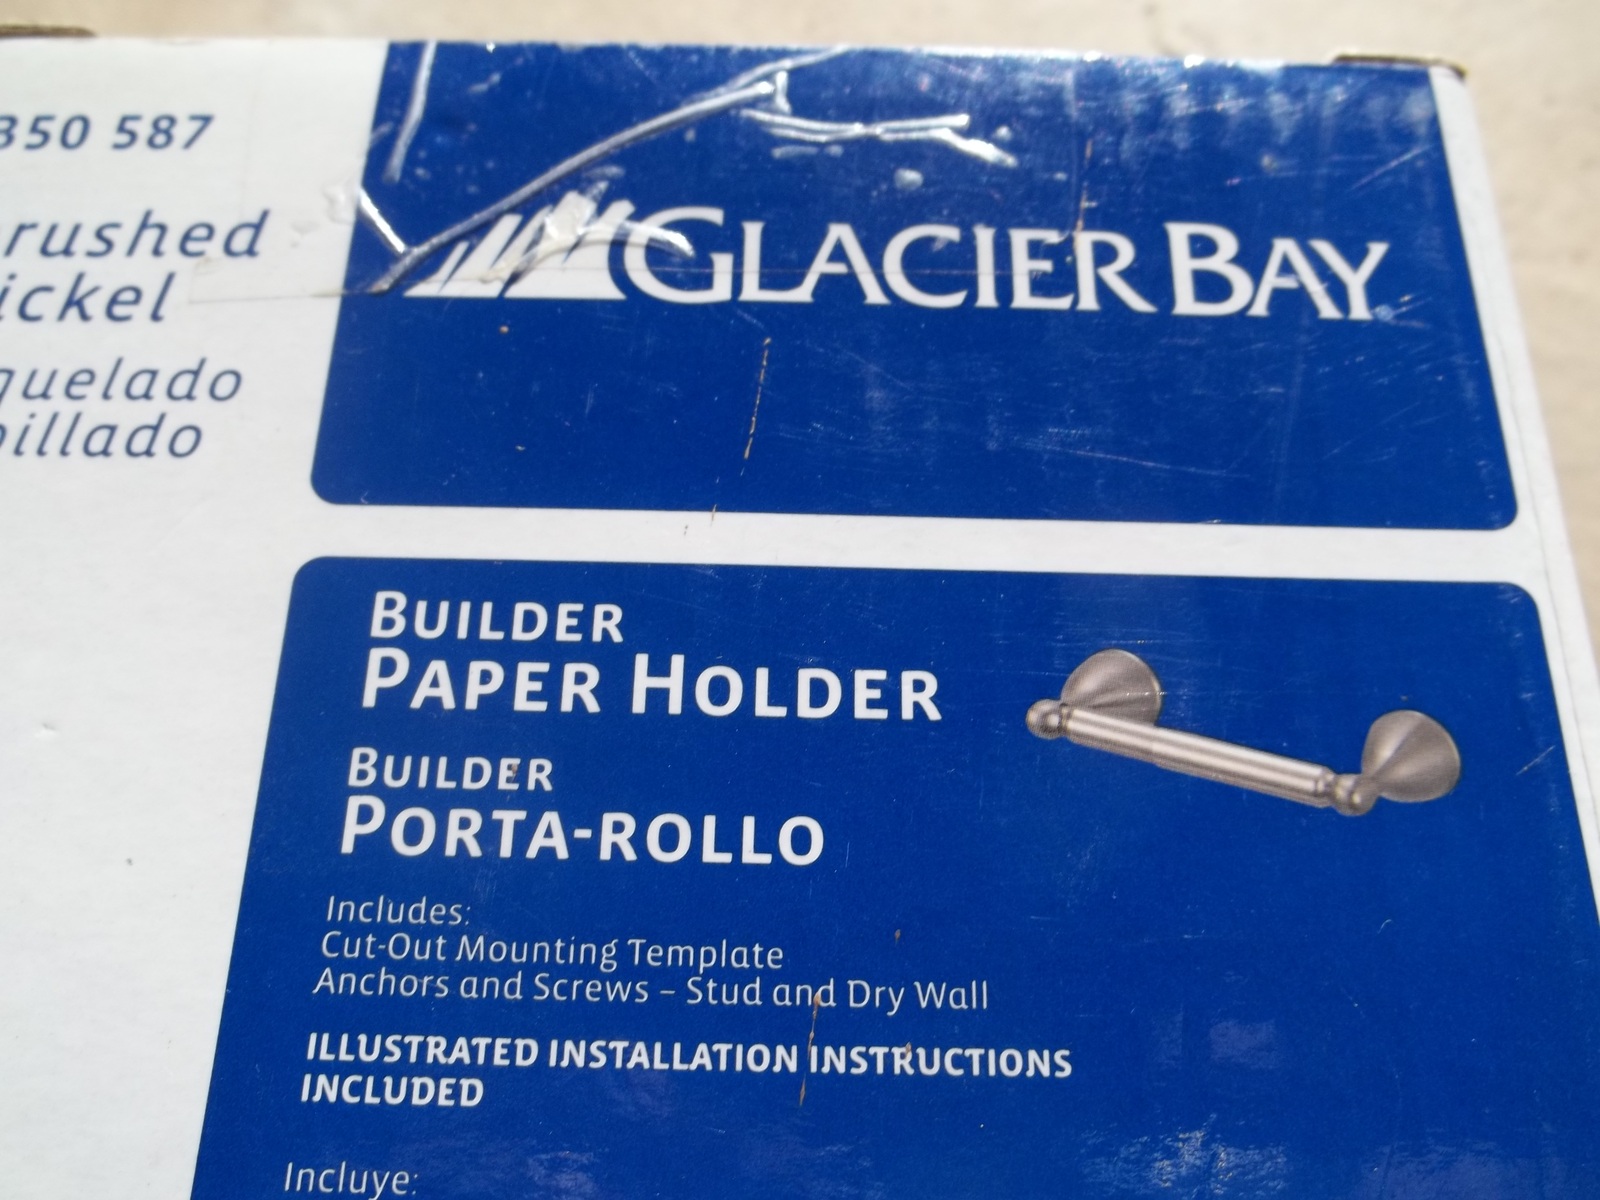 350 587
rushed
ickel
quelado
pillado
GLACIER BAY
BUILDER
PAPER HOLDER
BUILDER
PORTA-ROLLO
Includes:
Cut-Out Mounting Template
Anchors and Screws – Stud and Dry Wall
ILLUSTRATED INSTALLATION INSTRUCTIONS
INCLUDED
Incluye: